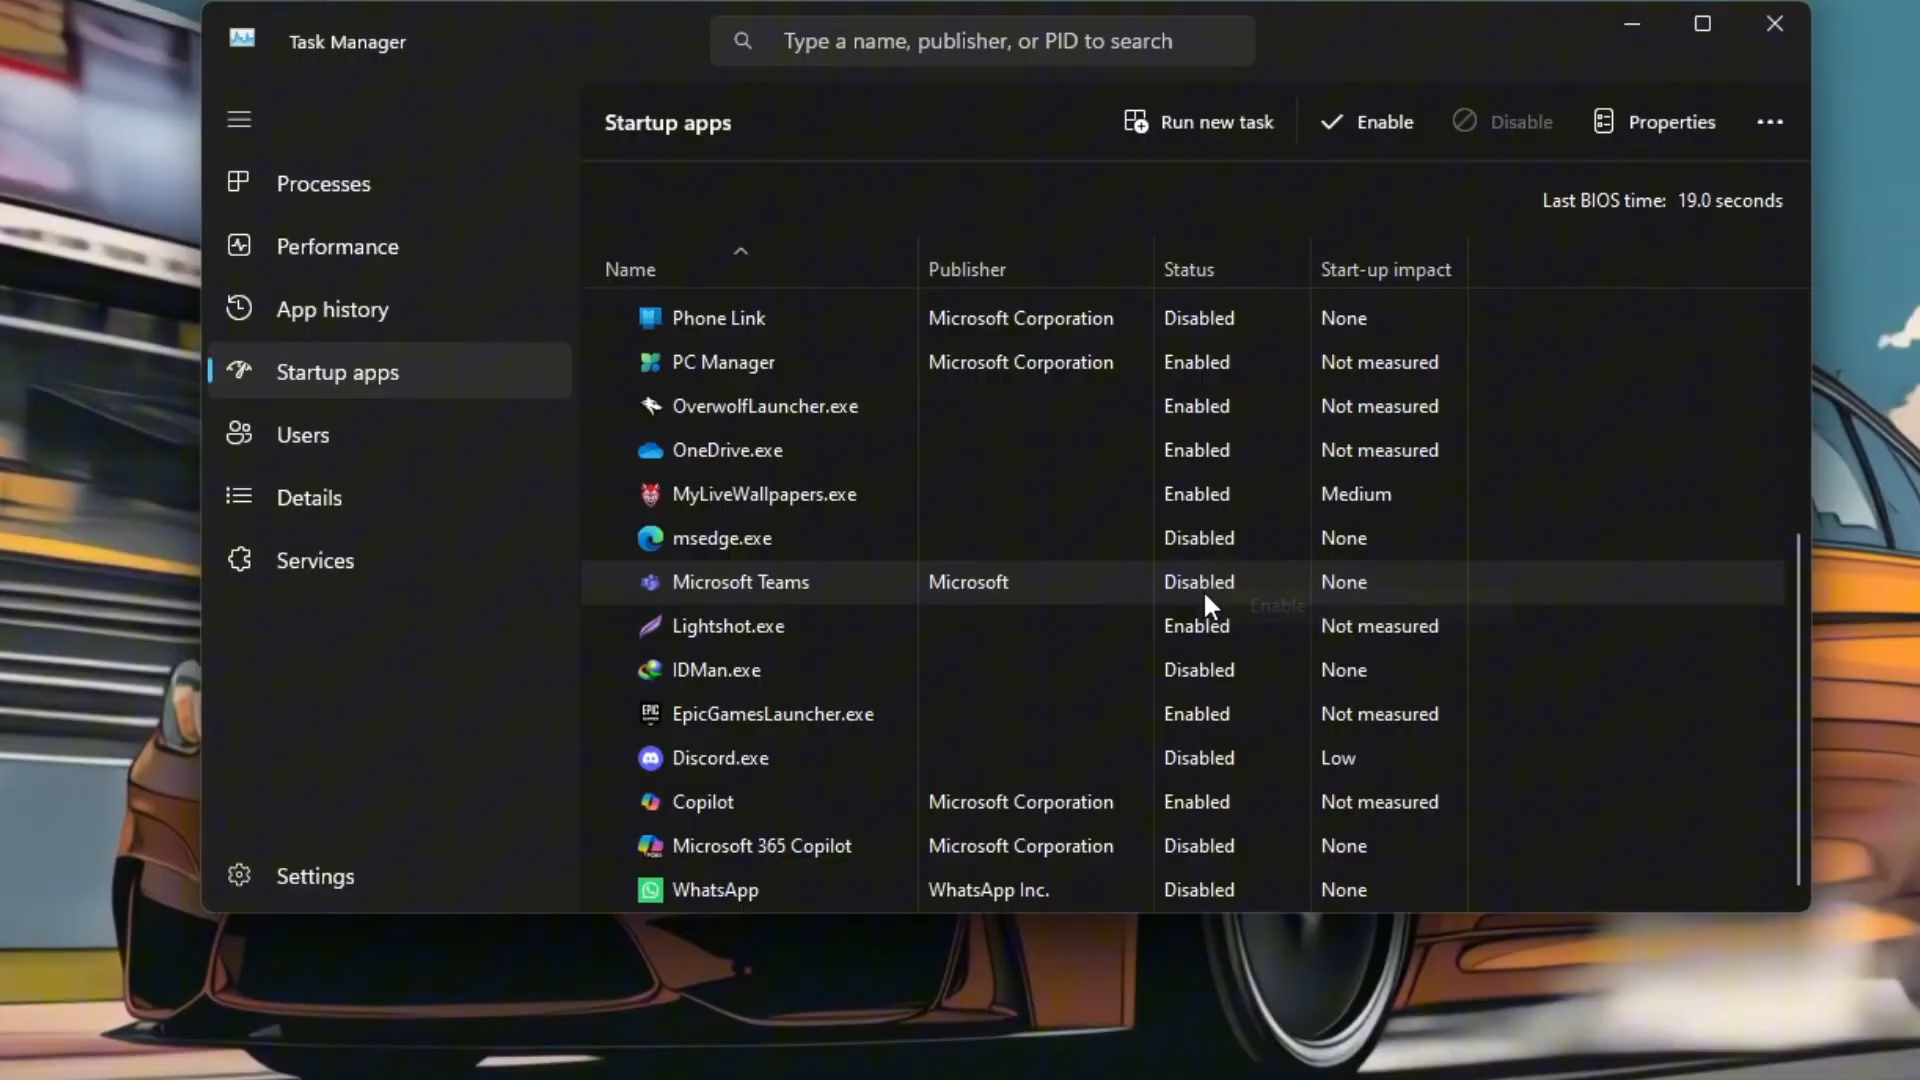 Task Manager
Type a name, publisher, or PID to search
Startup apps
Run new task
Enable
Disable
Properties
Processes
Performance
App history
Startup apps
Users
Details
Services
Settings
Last BIOS time: 19.0 seconds
Name Publisher Status Start-up impact
Phone Link Microsoft Corporation Disabled None
PC Manager Microsoft Corporation Enabled Not measured
OverwolfLauncher.exe Enabled Not measured
OneDrive.exe Enabled Not measured
MyLiveWallpapers.exe Enabled Medium
msedge.exe Disabled None
Microsoft Teams Microsoft Disabled None
Enable
Lightshot.exe Enabled Not measured
IDMan.exe Disabled None
EPIC EpicGamesLauncher.exe Enabled Not measured
Discord.exe Disabled Low
Copilot Microsoft Corporation Enabled Not measured
Microsoft 365 Copilot Microsoft Corporation Disabled None
WhatsApp WhatsApp Inc. Disabled None